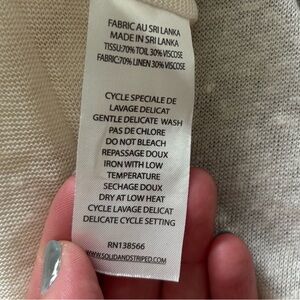 FABRIC AU SRI LANKA
MADE IN SRI LANKA
TISSU:70% TOIL 30% VISCOSE
FABRIC:70% LINEN 30% VISCOSE
CYCLE SPECIALE DE
LAVAGE DELICAT
GENTLE DELICATE WASH
PAS DE CHLORE
DO NOT BLEACH
REPASSAGE DOUX
IRON WITH LOW
TEMPERATURE
SECHAGE DOUX
DRY AT LOW HEAT
CYCLE LAVAGE DELICAT
DELICATE CYCLE SETTING
RN138566
WWW.SOLIDANDSTRIPED.COM